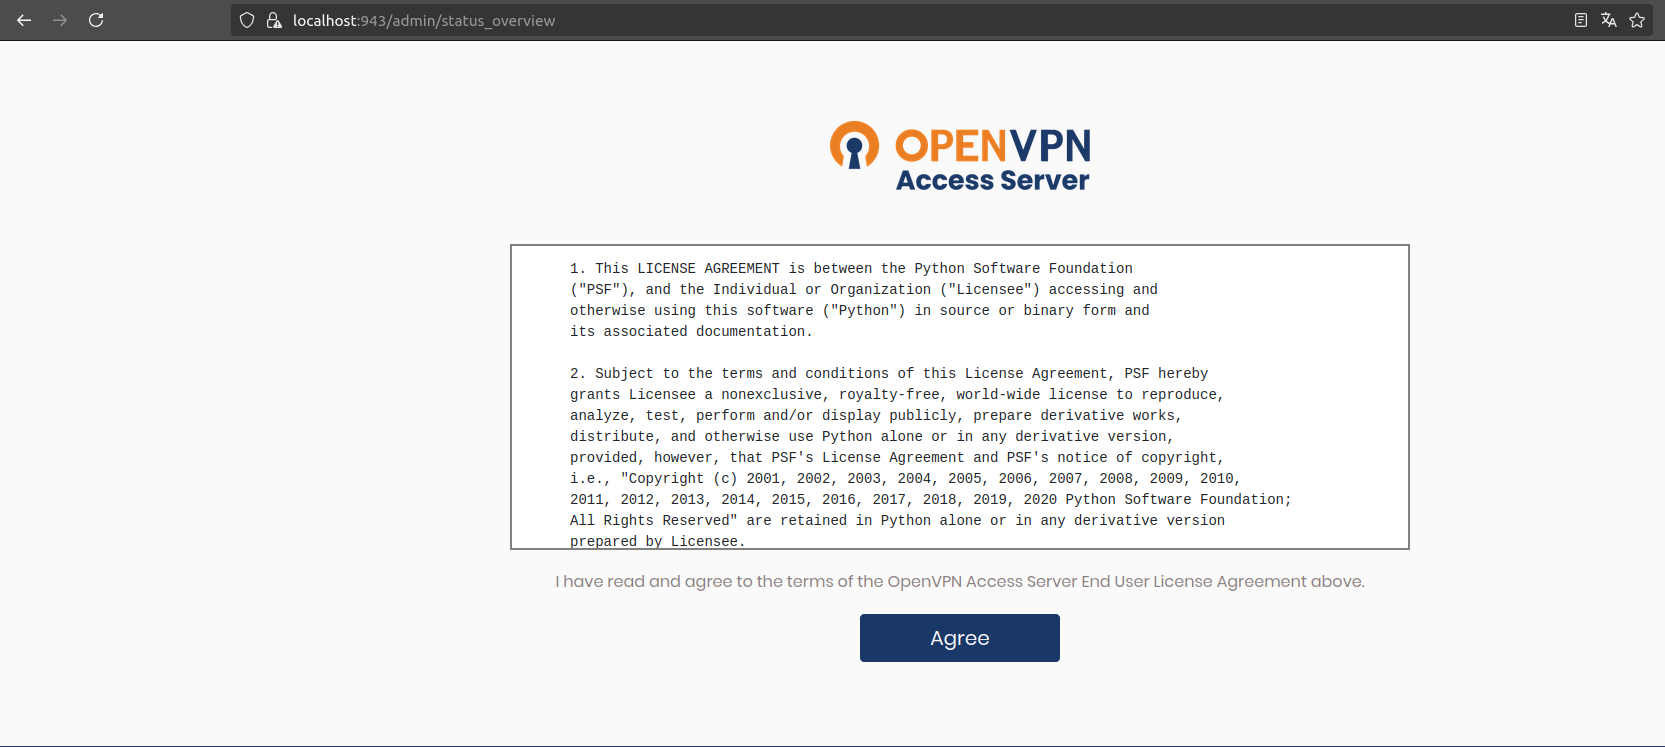 localhost:943/admin/status_overview
OPENVPN
Access Server
1. This LICENSE AGREEMENT is between the Python Software Foundation
("PSF"), and the Individual or Organization ("Licensee") accessing and
otherwise using this software ("Python") in source or binary form and
its associated documentation.
2. Subject to the terms and conditions of this License Agreement, PSF hereby
grants Licensee a nonexclusive, royalty-free, world-wide license to reproduce,
analyze, test, perform and/or display publicly, prepare derivative works,
distribute, and otherwise use Python alone or in any derivative version,
provided, however, that PSF's License Agreement and PSF's notice of copyright,
i.e., "Copyright (c) 2001, 2002, 2003, 2004, 2005, 2006, 2007, 2008, 2009, 2010,
2011, 2012, 2013, 2014, 2015, 2016, 2017, 2018, 2019, 2020 Python Software Foundation;
All Rights Reserved" are retained in Python alone or in any derivative version
prepared by Licensee.
I have read and agree to the terms of the OpenVPN Access Server End User License Agreement above.
Agree